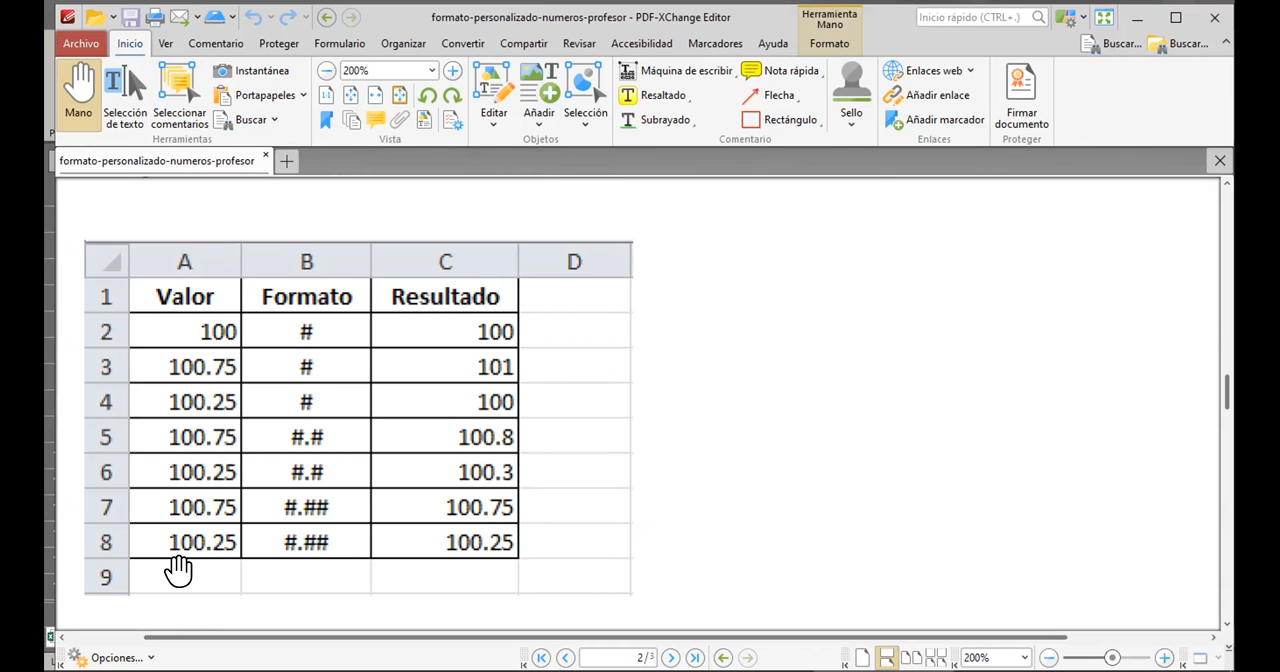 formato-personalizado-numeros-profesor - PDF-XChange Editor
Herramienta
Mano
Inicio rápido (CTRL+.)
Archivo Inicio Ver Comentario Proteger Formulario Organizar Convertir Compartir Revisar Accesibilidad Marcadores Ayuda Formato Buscar... Buscar...
Mano
Selección
de texto
Seleccionar
comentarios
Instantánea
Portapapeles
Buscar
Herramientas
200%
Vista
Editar Añadir Selección
Objetos
Máquina de escribir
Resaltado
Subrayado
Nota rápida
Flecha
Rectángulo
Comentario
Sello
Enlaces web
Añadir enlace
Añadir marcador
Enlaces
Firmar
documento
Proteger
formato-personalizado-numeros-profesor
A B C D
1 Valor Formato Resultado
2 100 # 100
3 100.75 # 101
4 100.25 # 100
5 100.75 #.# 100.8
6 100.25 #.# 100.3
7 100.75 #.## 100.75
8 100.25 #.## 100.25
9
Opciones... 2/3 200%